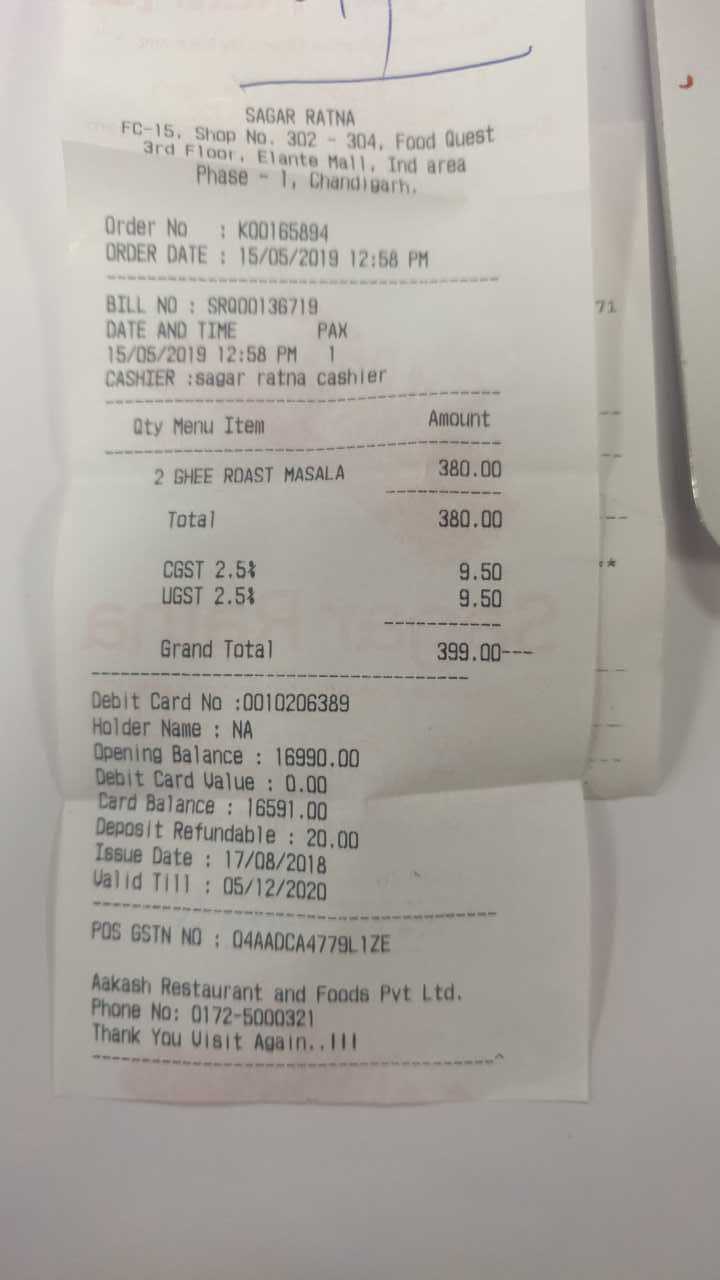 SAGAR RATNA
FC-15, Shop No. 302 - 304, Food Quest
3rd Floor, Elante Mall, Ind area
Phase - 1, Chandigarh.
Order No : K00165894
ORDER DATE : 15/05/2019 12:58 PM
BILL NO : SRQ00136719
DATE AND TIME PAX
15/05/2019 12:58 PM 1
CASHIER :sagar ratna cashier
Qty Menu Item Amount
2 GHEE ROAST MASALA 380.00
Total 380.00
CGST 2.5% 9.50
UGST 2.5% 9.50
Grand Total 399.00---
Debit Card No :0010206389
Holder Name : NA
Opening Balance : 16990.00
Debit Card Value : 0.00
Card Balance : 16591.00
Deposit Refundable : 20.00
Issue Date : 17/08/2018
Valid Till : 05/12/2020
POS GSTN NO : 04AADCA4779L1ZE
Aakash Restaurant and Foods Pvt Ltd.
Phone No: 0172-5000321
Thank You Visit Again..!!!
71